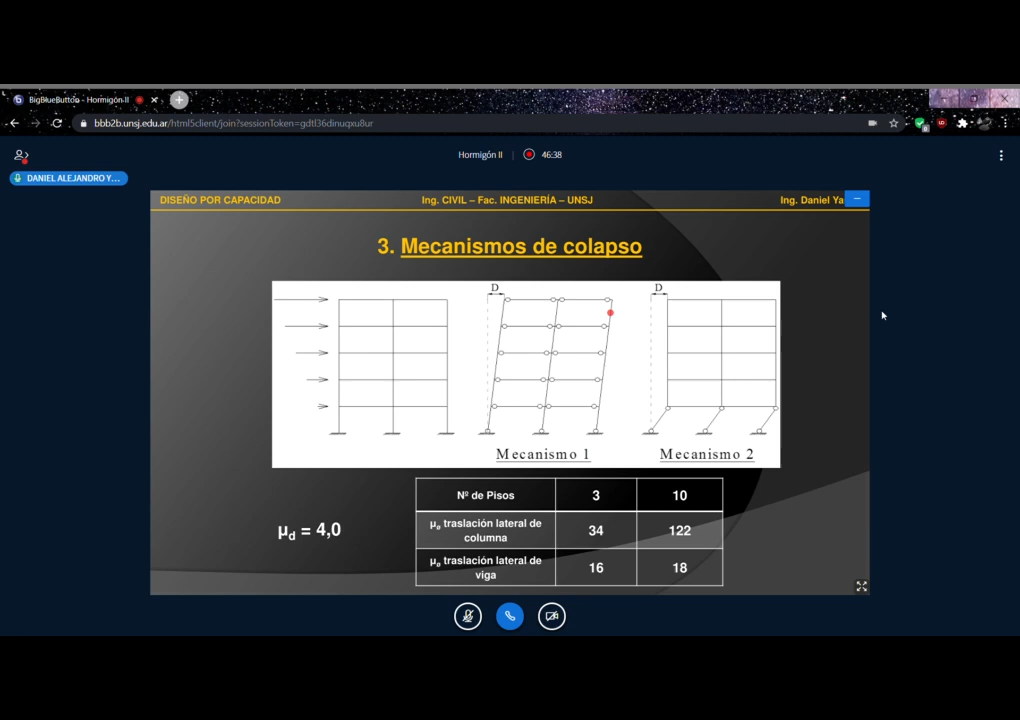 BigBlueButton - Hormigón II
bbb2b.unsj.edu.ar/html5client/join?sessionToken=gdtl36dinuqxu8ur
Hormigón II | 46:38
DANIEL ALEJANDRO Y...
DISEÑO POR CAPACIDAD Ing. CIVIL – Fac. INGENIERÍA – UNSJ Ing. Daniel Ya
3. Mecanismos de colapso
D D
Mecanismo 1 Mecanismo 2
Nº de Pisos 3 10
μd = 4,0
μø traslación lateral de columna 34 122
μø traslación lateral de viga 16 18